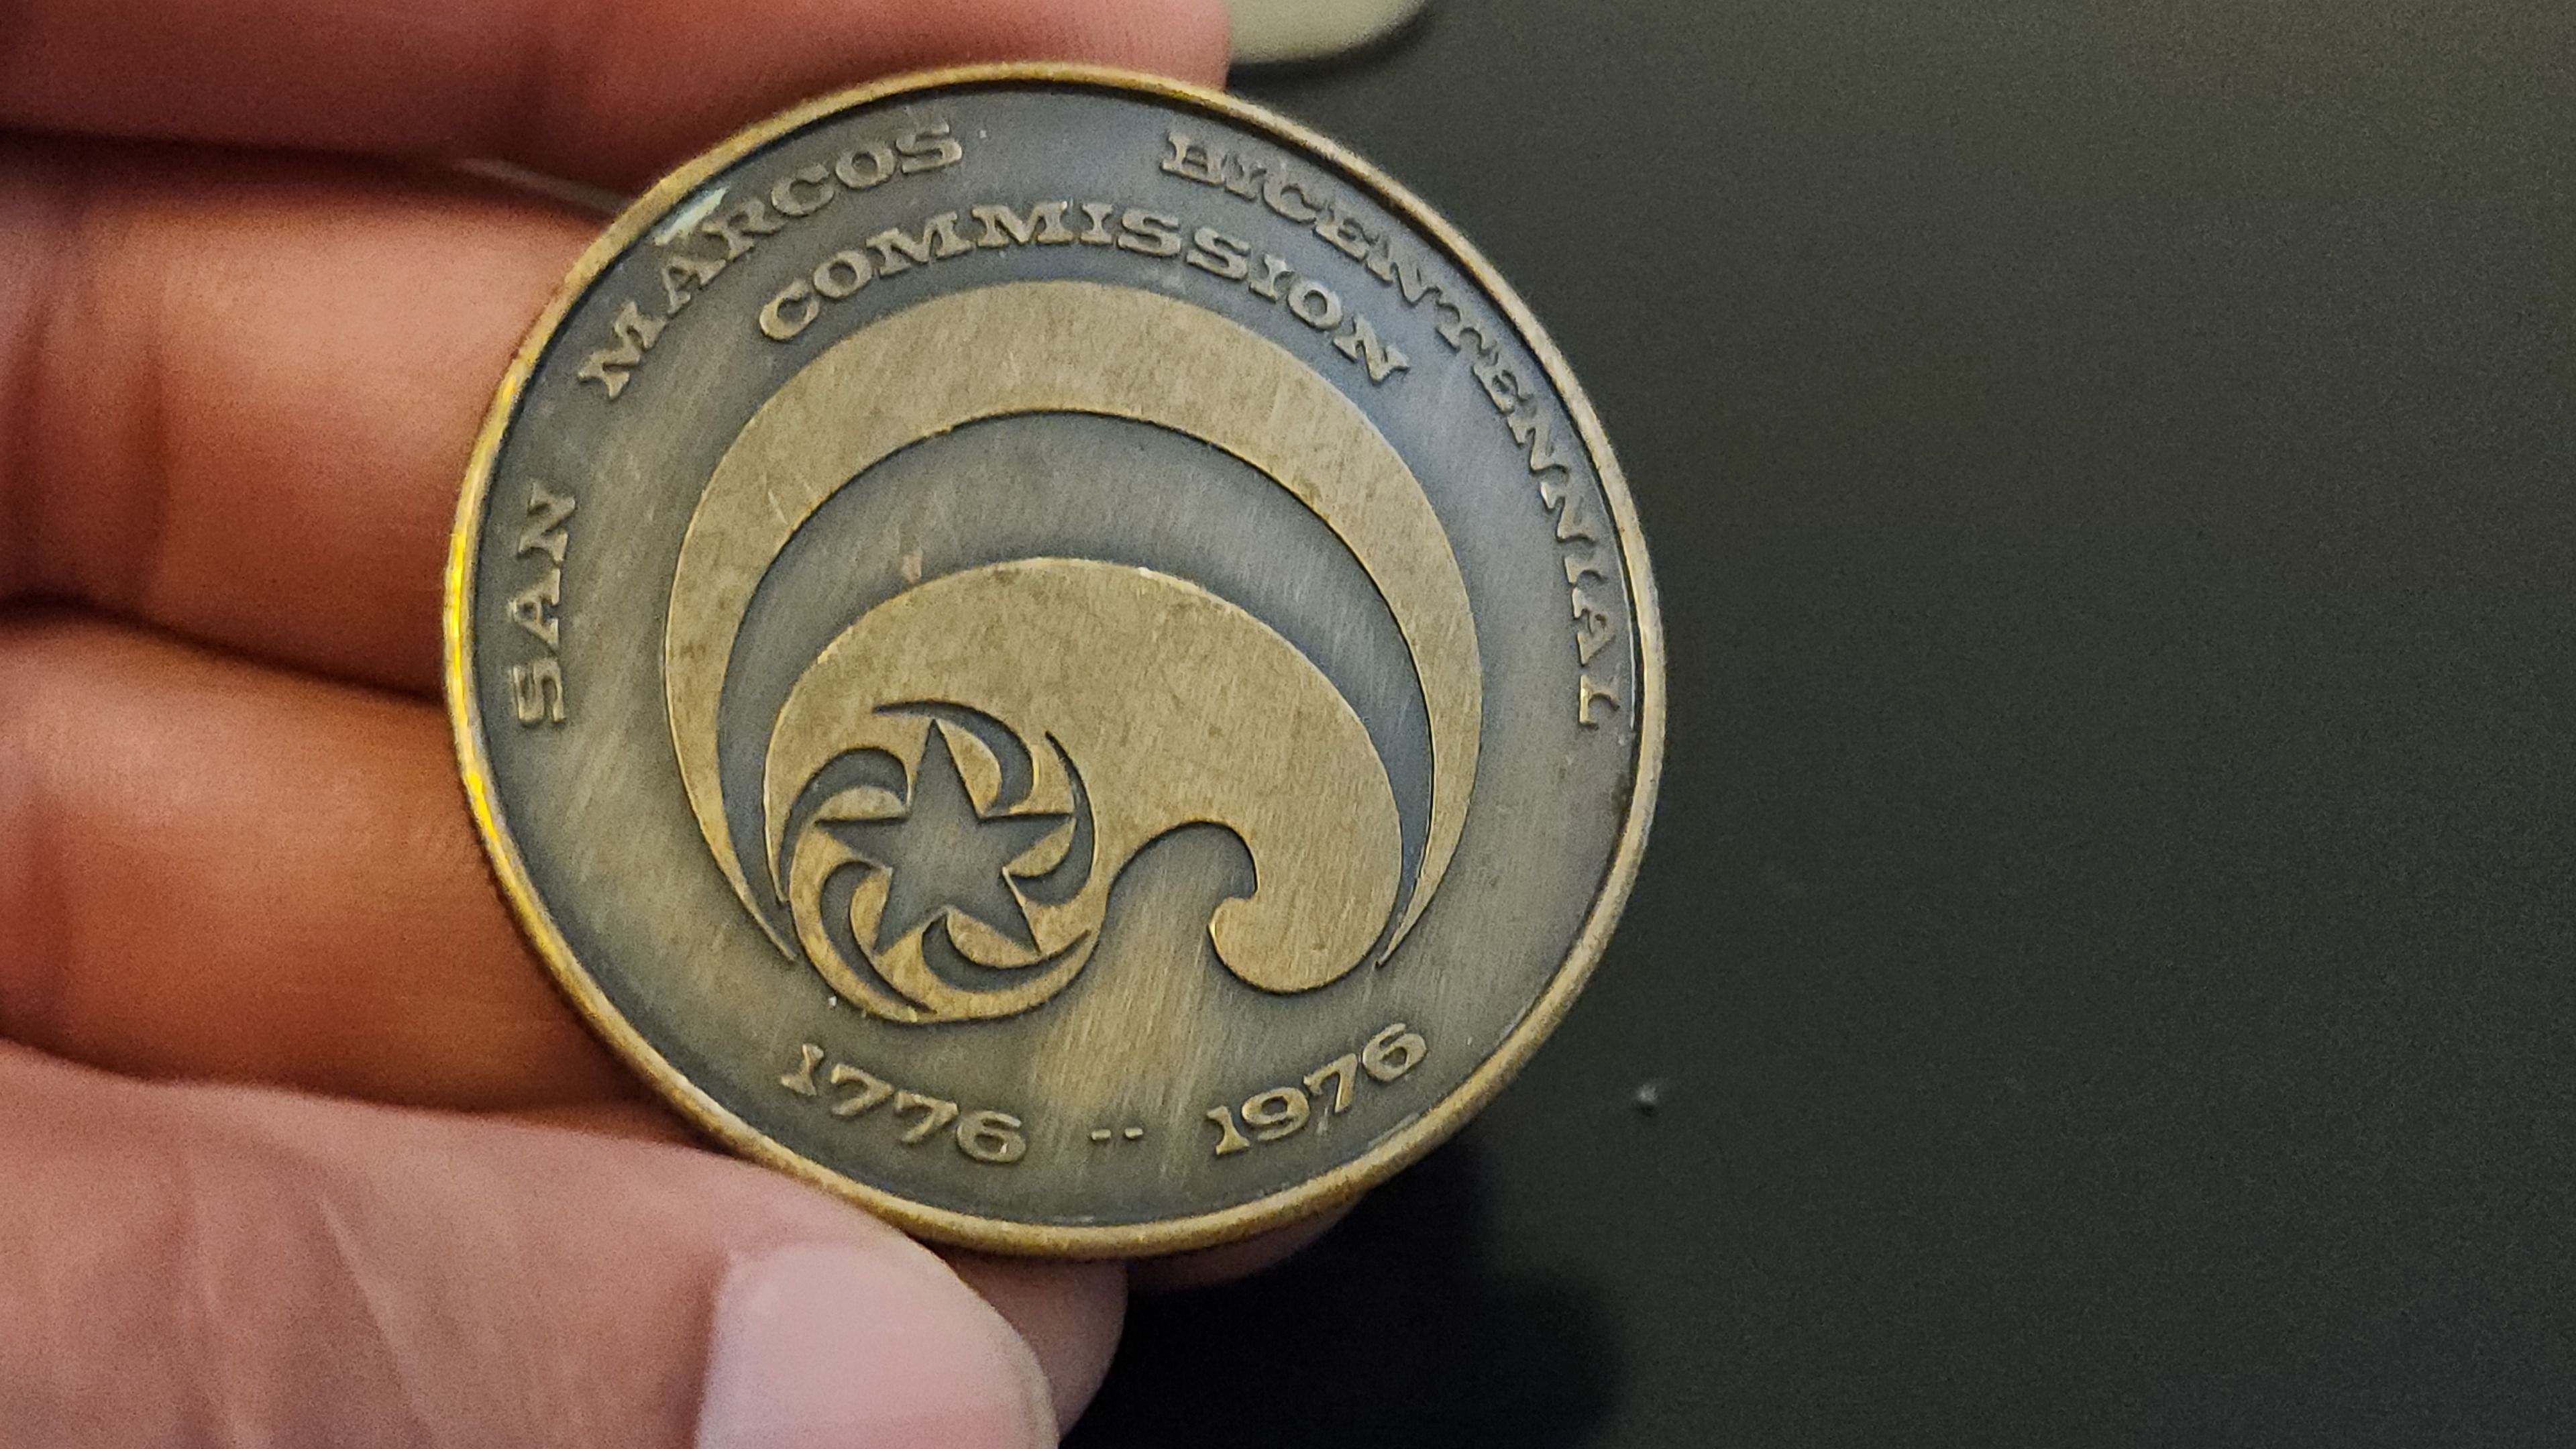 SAN MARCOS BICENTENNIAL
COMMISSION
1776 -- 1976